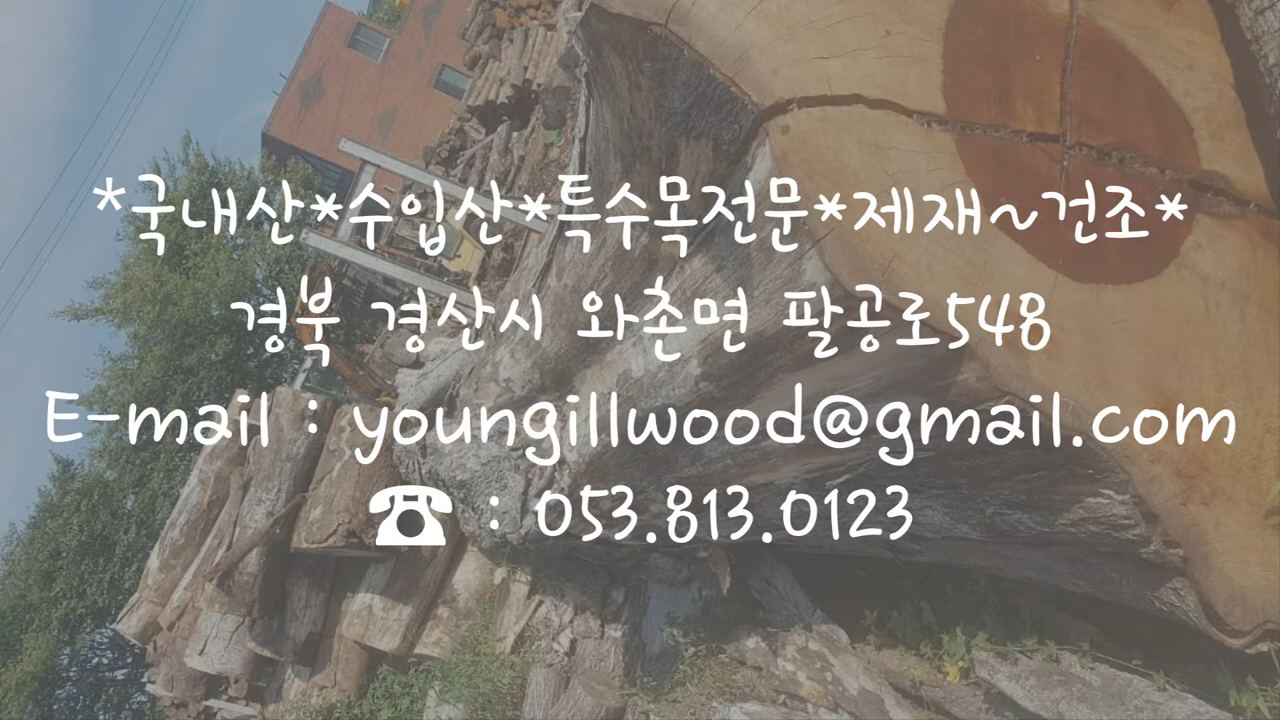 *국내산*수입산*특수목전문*제재~건조*
경북 경산시 와촌면 팔공로548
E-mail : youngillwood@gmail.com
☎ : 053.813.0123